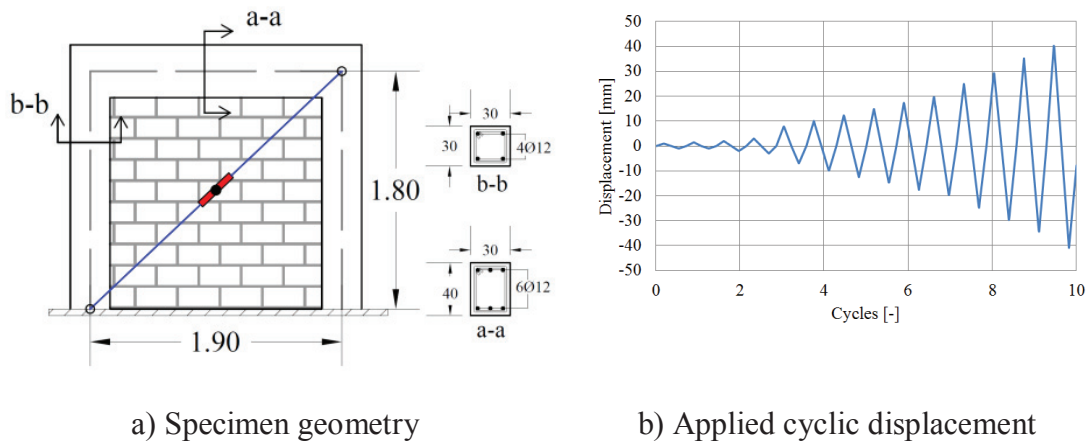 a-a
b-b
30
30
4Ø12
b-b
1.80
30
40
6Ø12
a-a
1.90
a) Specimen geometry
50
40
30
20
10
0
-10
-20
-30
-40
-50
Displacement [mm]
0 2 4 6 8 10
Cycles [-]
b) Applied cyclic displacement